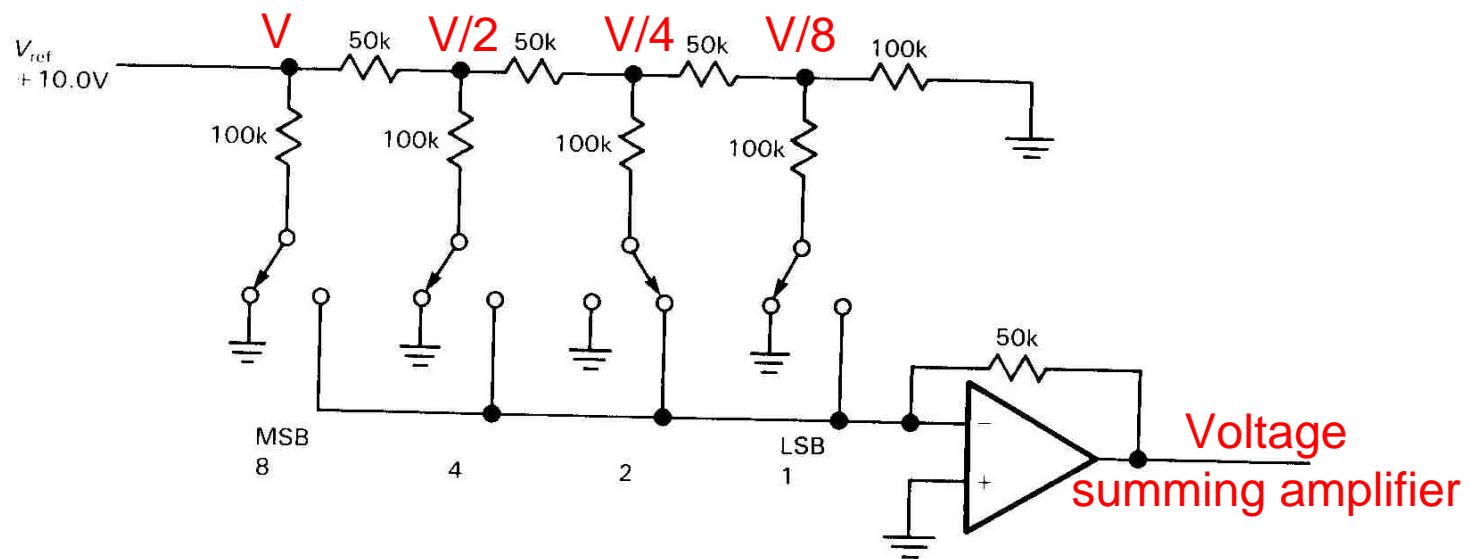 V
V/2
V/4
V/8
V_ref
+10.0V
50k
50k
50k
100k
100k
100k
100k
100k
50k
MSB
8
4
2
LSB
1
−
+
Voltage
summing amplifier